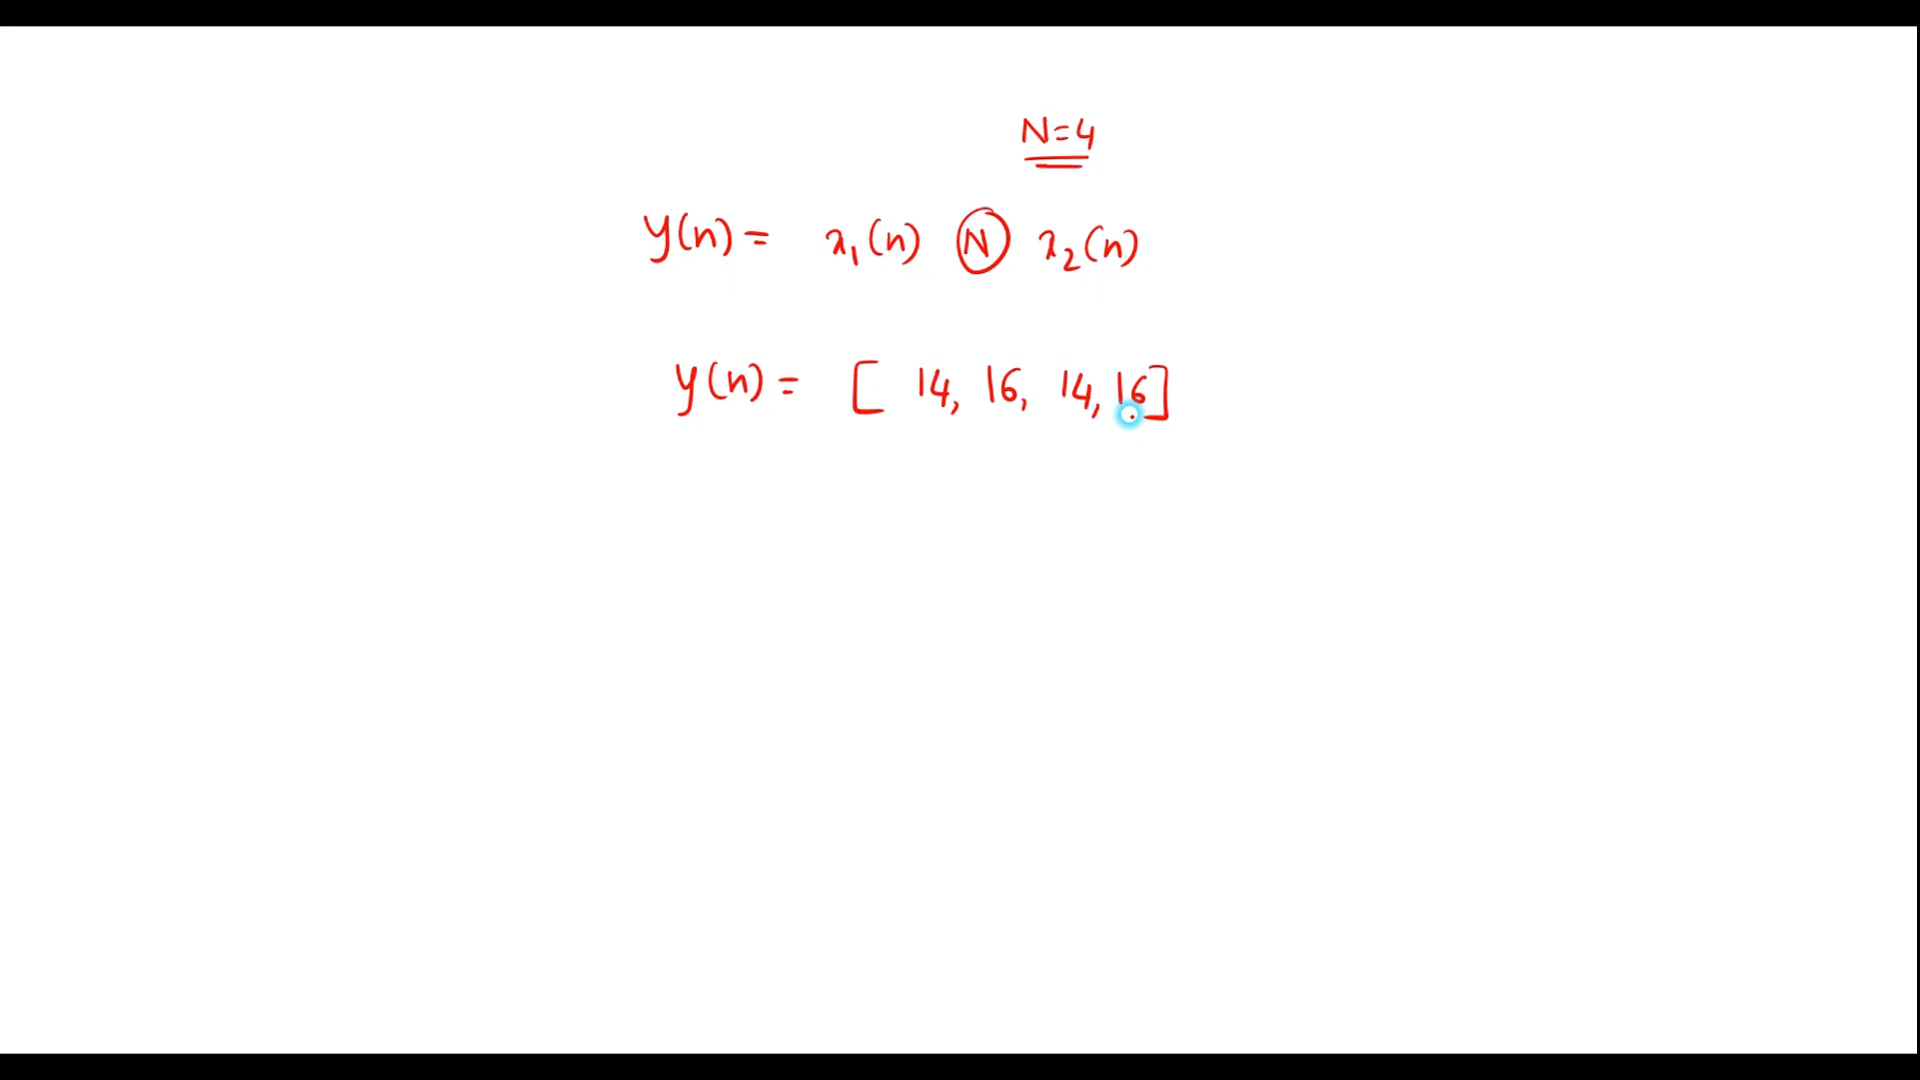 N=4
y(n) = x₁(n) Ⓝ x₂(n)
y(n) = [ 14, 16, 14, 16]